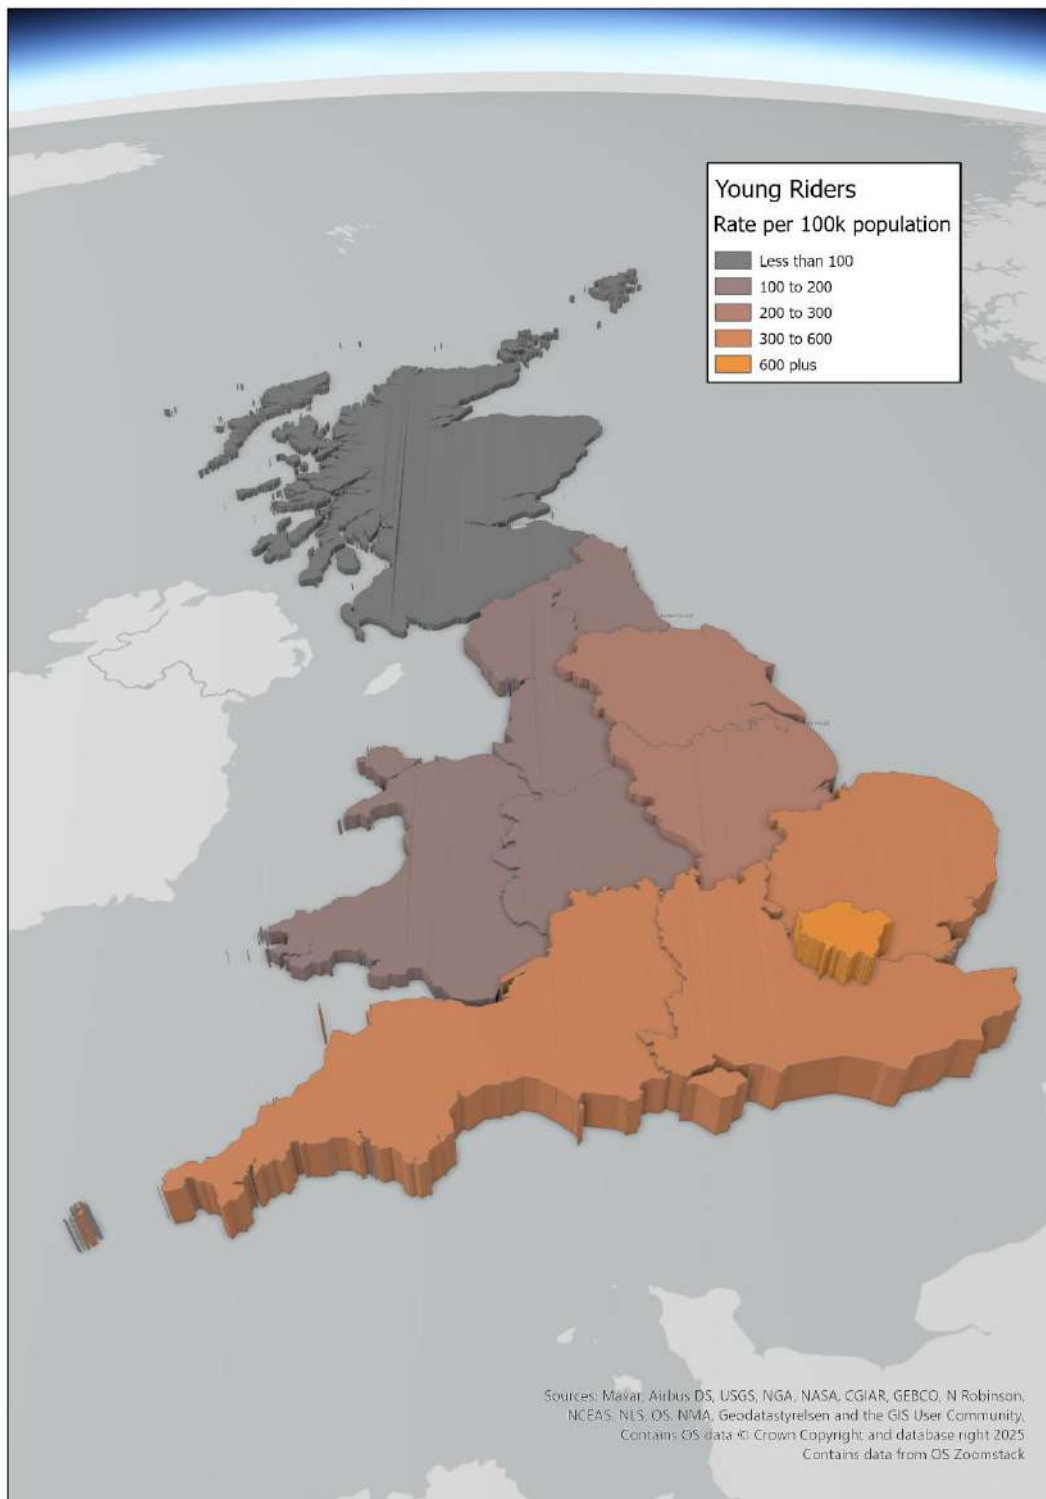 Young Riders
Rate per 100k population
Less than 100
100 to 200
200 to 300
300 to 600
600 plus
Sources: Maxar, Airbus DS, USGS, NGA, NASA, CGIAR, GEBCO, N Robinson,
NCEAS, NLS, OS, NMA, Geodatastyrelsen and the GIS User Community,
Contains OS data © Crown Copyright and database right 2025
Contains data from OS Zoomstack